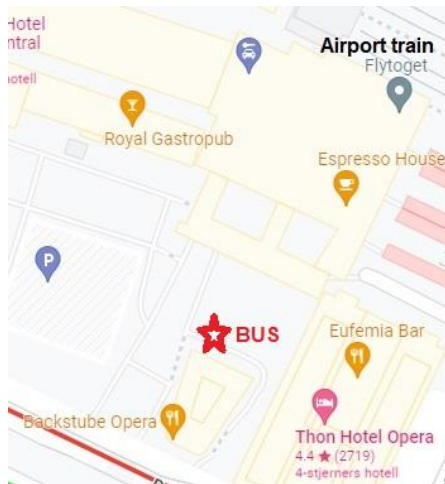 Hotel
ntral
hotell
Airport train
Flytoget
Royal Gastropub
Espresso House
P
BUS
Eufemia Bar
Backstube Opera
Thon Hotel Opera
4.4 ★ (2719)
4-stjerners hotell